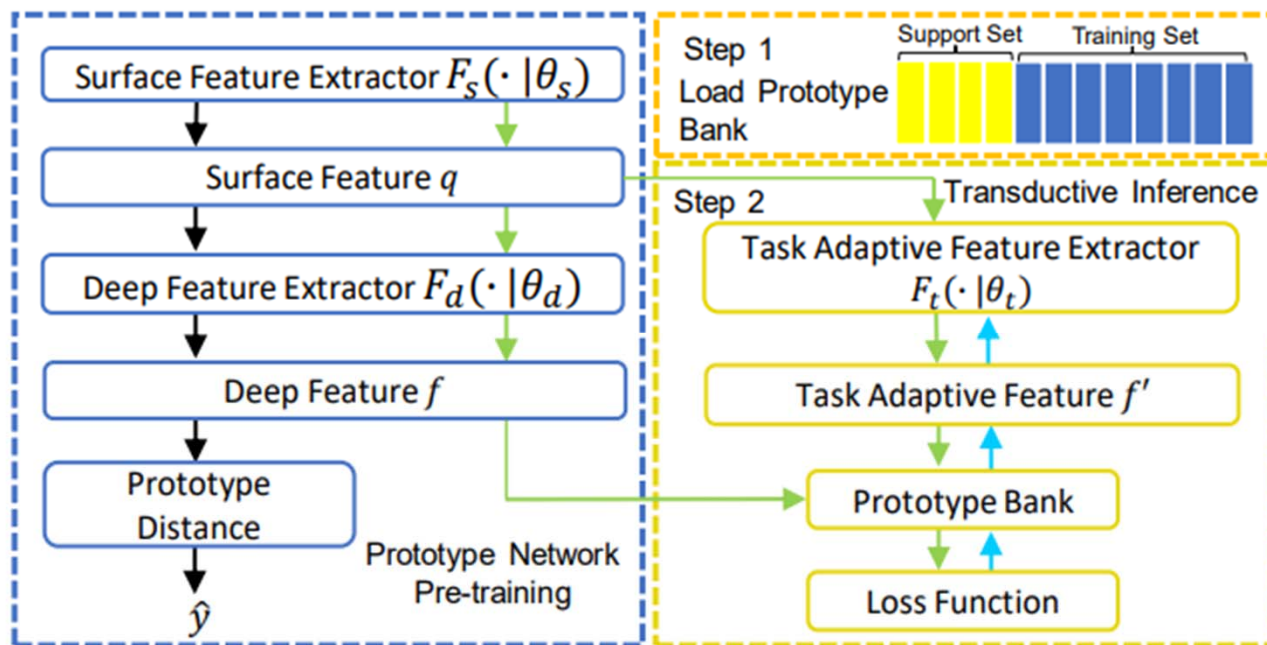 Surface Feature Extractor F_s(· |θ_s)
Surface Feature q
Deep Feature Extractor F_d(· |θ_d)
Deep Feature f
Prototype
Distance
ŷ
Prototype Network
Pre-training
Step 1
Load Prototype
Bank
Support Set
Training Set
Step 2
Transductive Inference
Task Adaptive Feature Extractor
F_t(· |θ_t)
Task Adaptive Feature f′
Prototype Bank
Loss Function